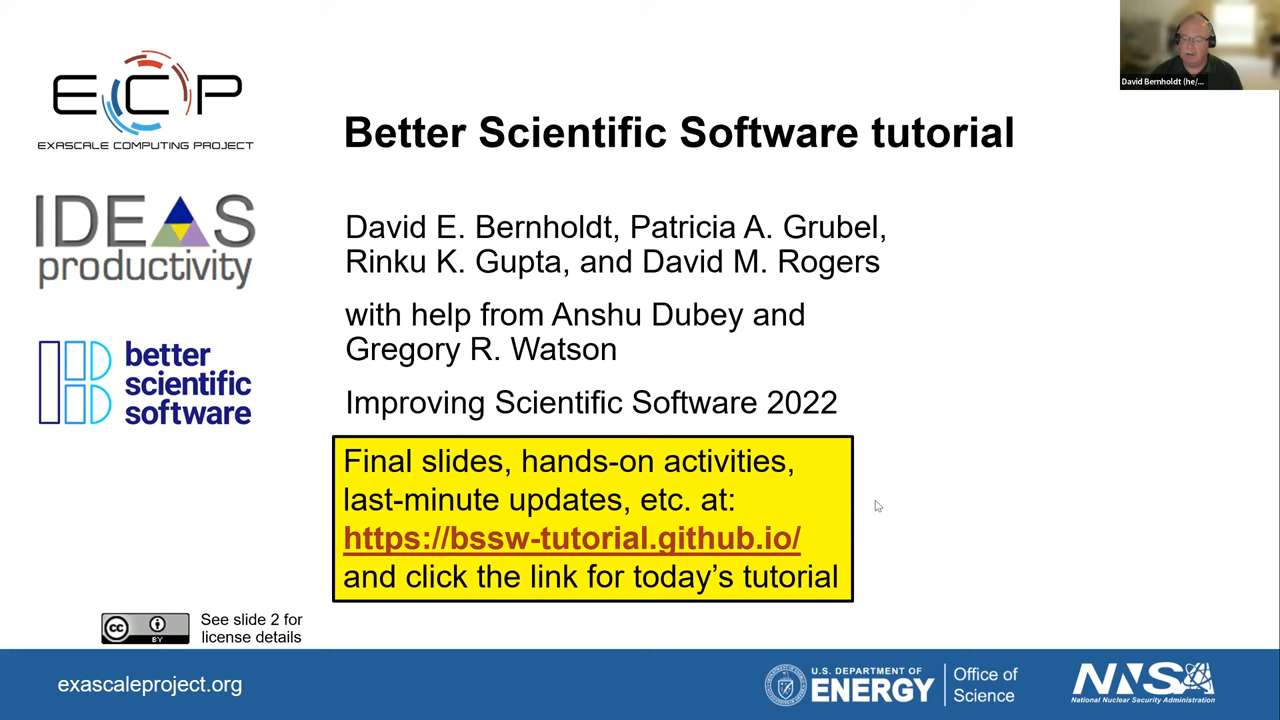 ECP
EXASCALE COMPUTING PROJECT
IDEAS
productivity
better
scientific
software
David Bernholdt (he/...
Better Scientific Software tutorial
David E. Bernholdt, Patricia A. Grubel,
Rinku K. Gupta, and David M. Rogers
with help from Anshu Dubey and
Gregory R. Watson
Improving Scientific Software 2022
Final slides, hands-on activities,
last-minute updates, etc. at:
https://bssw-tutorial.github.io/
and click the link for today’s tutorial
cc BY
See slide 2 for
license details
exascaleproject.org
U.S. DEPARTMENT OF
ENERGY
Office of
Science
NNSA
National Nuclear Security Administration